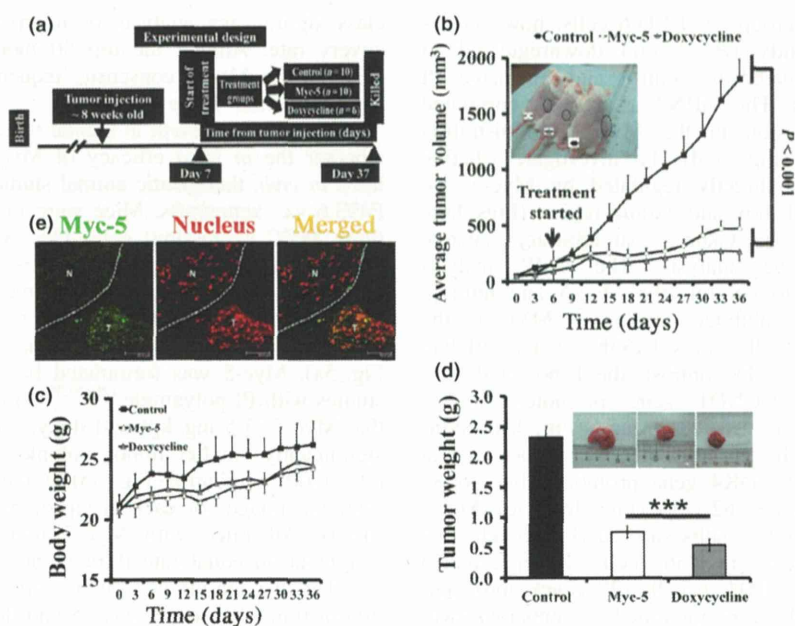 (a)
Experimental design
Birth
Tumor injection
~ 8 weeks old
Start of
treatment
Treatment
groups
Control (n = 10)
Myc-5 (n = 10)
Doxycycline (n = 6)
Killed
Time from tumor injection (days)
Day 7
Day 37
(b)
Control Myc-5 Doxycycline
Average tumor volume (mm³)
2000
1500
1000
500
0
Treatment
started
P < 0.001
0 3 6 9 12 15 18 21 24 27 30 33 36
Time (days)
(e)
Myc-5 Nucleus Merged
N
T
N
T
N
T
(c)
Body weight (g)
30
25
20
15
Control
Myc-5
Doxycycline
0 3 6 9 12 15 18 21 24 27 30 33 36
Time (days)
(d)
Tumor weight (g)
3.0
2.5
2.0
1.5
1.0
0.5
0.0
***
Control Myc-5 Doxycycline